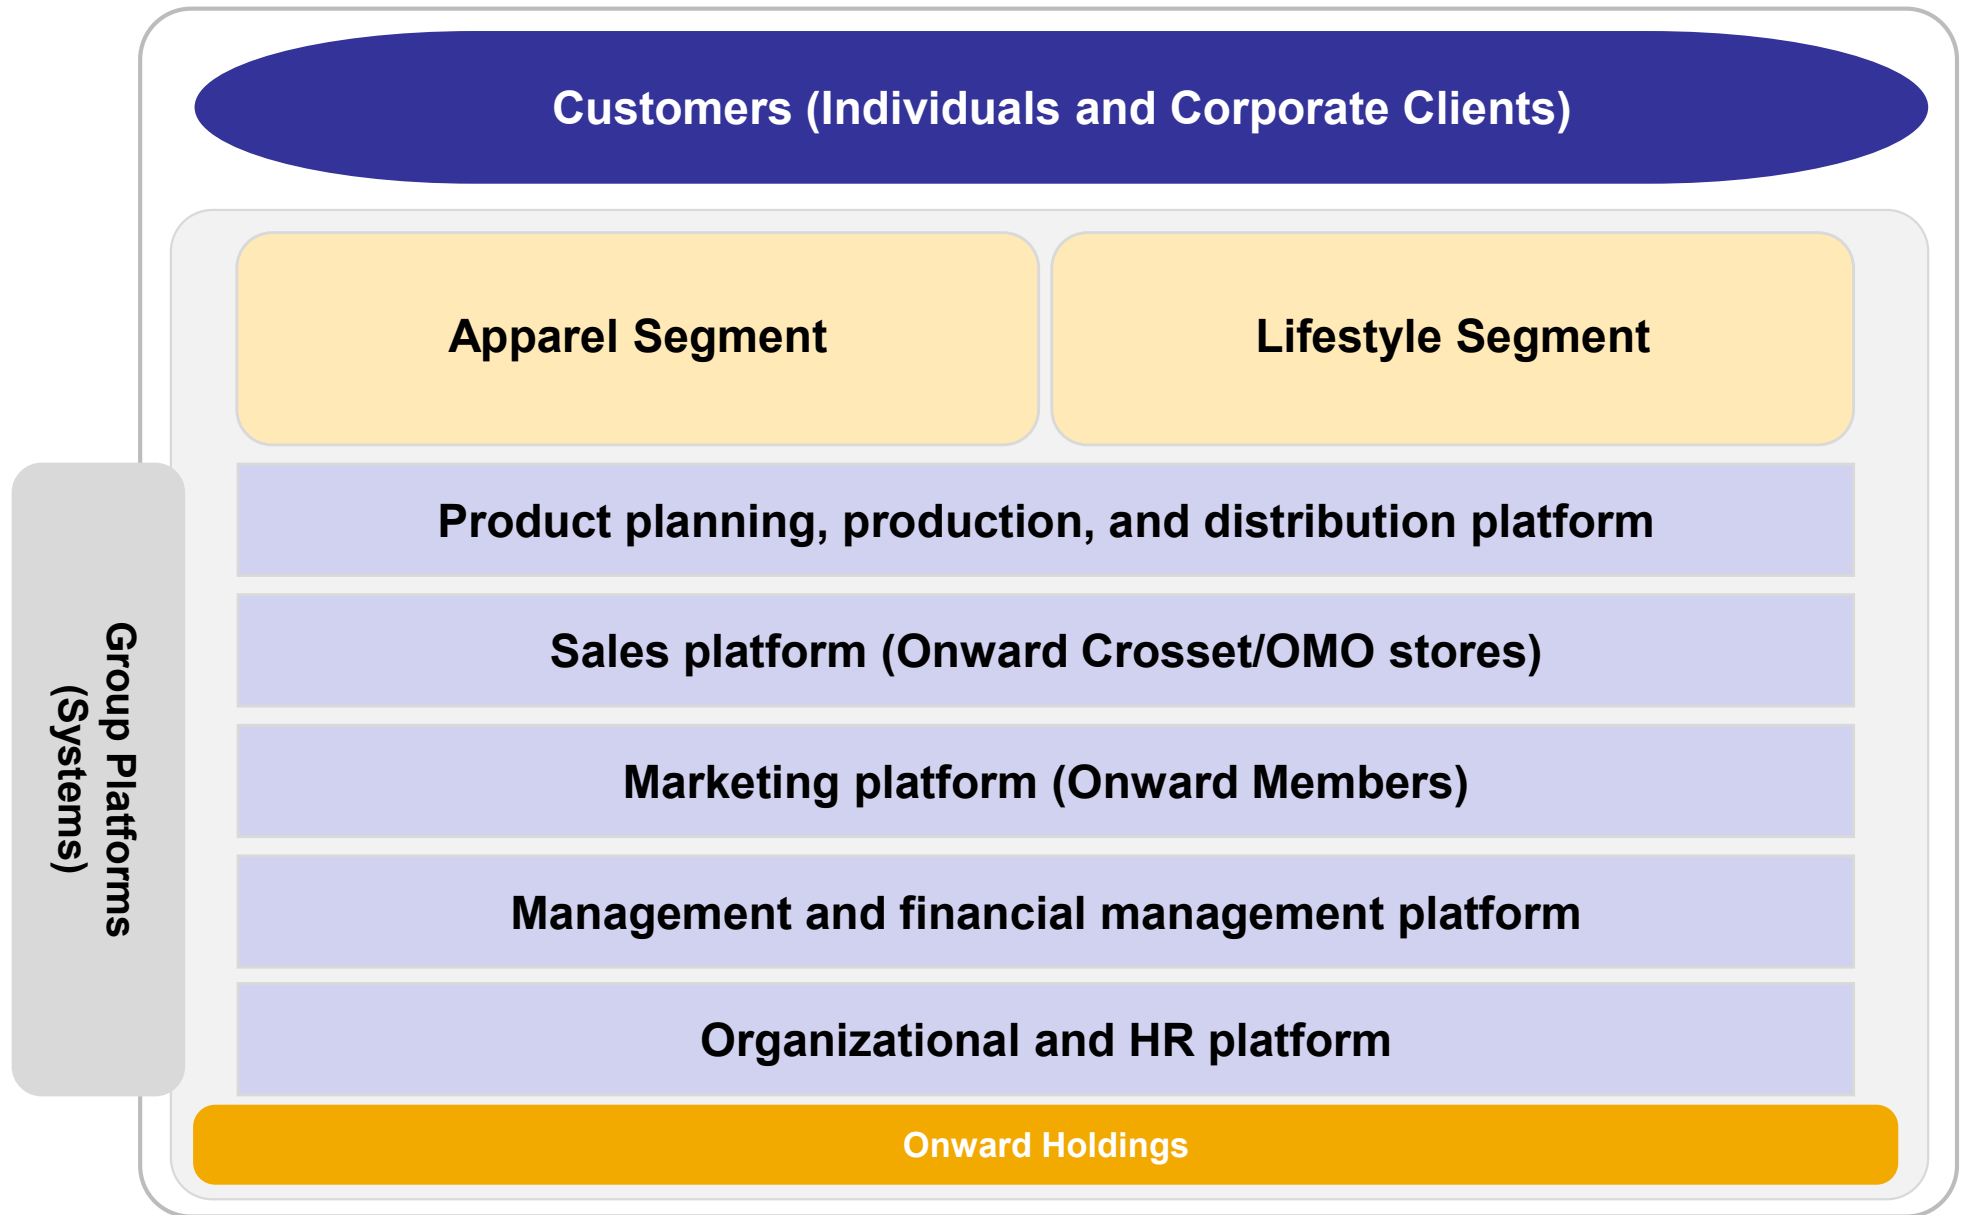 Customers (Individuals and Corporate Clients)
Apparel Segment
Lifestyle Segment
Group Platforms
(Systems)
Product planning, production, and distribution platform
Sales platform (Onward Crosset/OMO stores)
Marketing platform (Onward Members)
Management and financial management platform
Organizational and HR platform
Onward Holdings